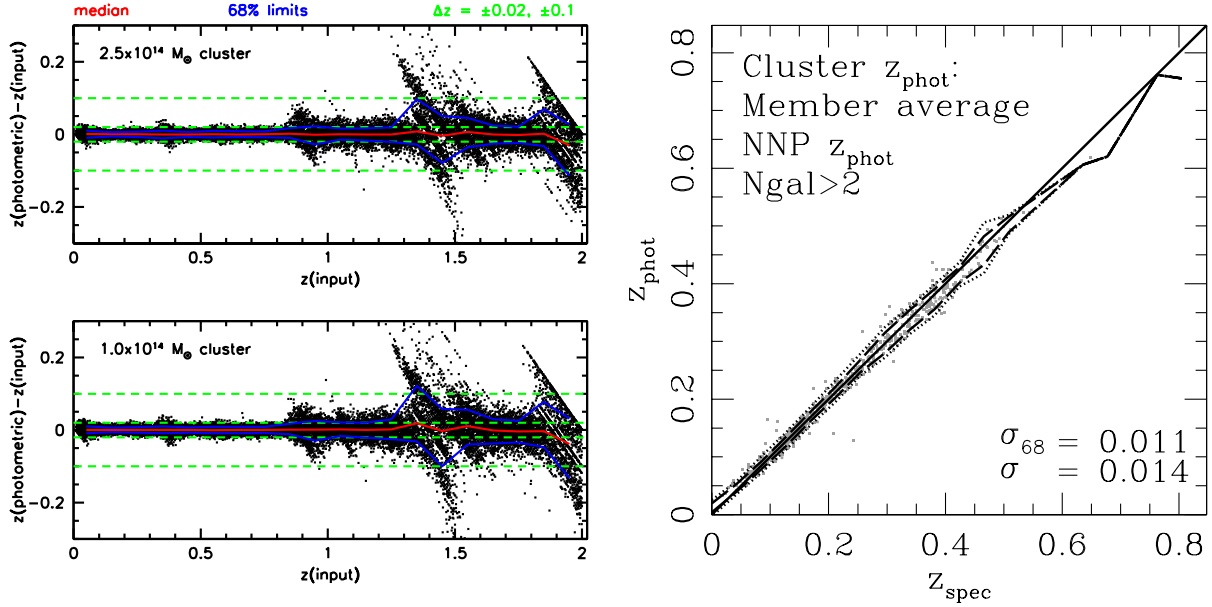 median 68% limits Δz = ±0.02, ±0.1
2.5x10¹⁴ M⊙ cluster
z(photometric)−z(input)
0.2
0
−0.2
0 0.5 1 1.5 2
z(input)
1.0x10¹⁴ M⊙ cluster
z(photometric)−z(input)
0.2
0
−0.2
0 0.5 1 1.5 2
z(input)
Cluster z_phot:
Member average
NNP z_phot
Ngal>2
σ_68 = 0.011
σ = 0.014
z_phot
0.8
0.6
0.4
0.2
0
0 0.2 0.4 0.6 0.8
z_spec